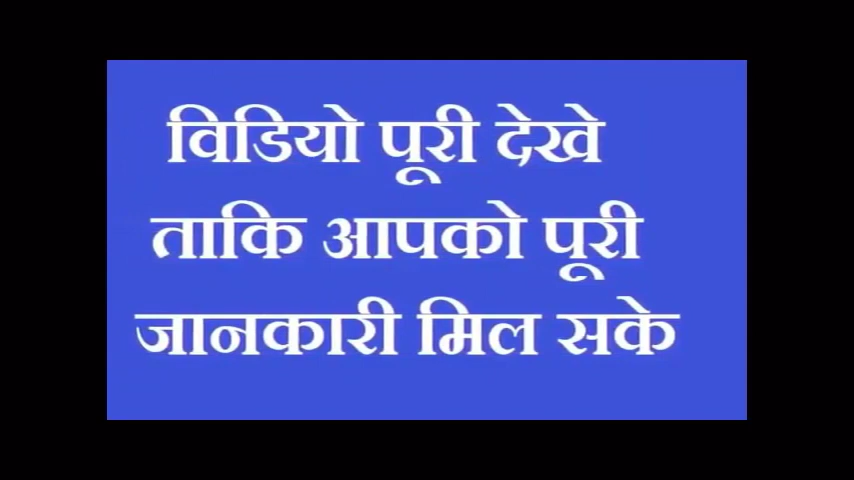 विडियो पूरी देखे
ताकि आपको पूरी
जानकारी मिल सके